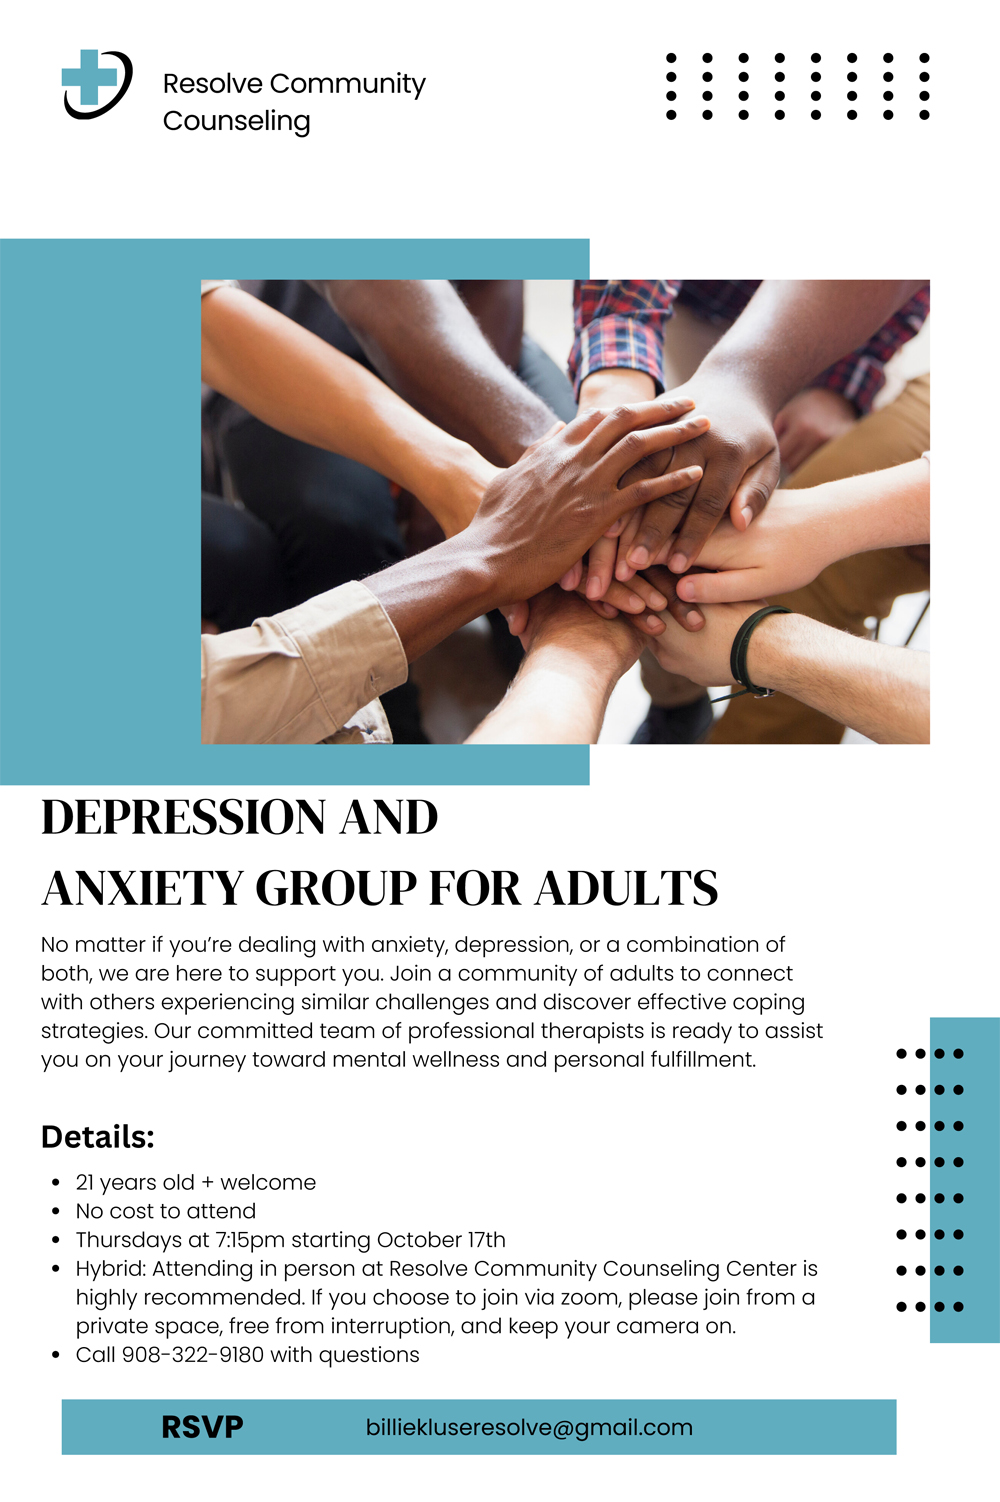 Resolve Community
Counseling
DEPRESSION AND
ANXIETY GROUP FOR ADULTS
No matter if you're dealing with anxiety, depression, or a combination of
both, we are here to support you. Join a community of adults to connect
with others experiencing similar challenges and discover effective coping
strategies. Our committed team of professional therapists is ready to assist
you on your journey toward mental wellness and personal fulfillment.
Details:
• 21 years old + welcome
• No cost to attend
• Thursdays at 7:15pm starting October 17th
• Hybrid: Attending in person at Resolve Community Counseling Center is
highly recommended. If you choose to join via zoom, please join from a
private space, free from interruption, and keep your camera on.
• Call 908-322-9180 with questions
RSVP billiekluseresolve@gmail.com